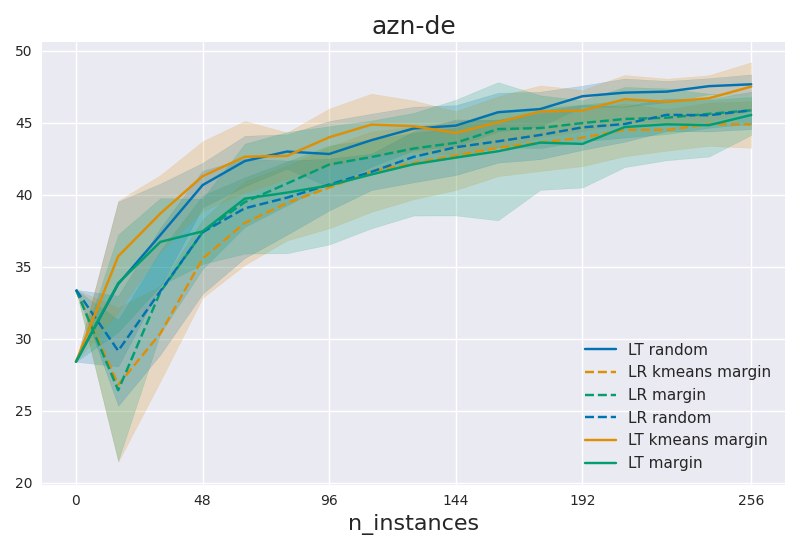 azn-de
50
45
40
35
30
25
20
0
48
96
144
192
256
n_instances
LT random
LR kmeans margin
LR margin
LR random
LT kmeans margin
LT margin